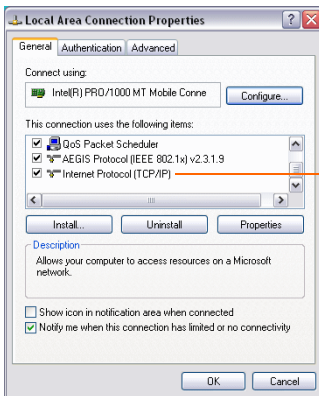 Local Area Connection Properties
General Authentication Advanced
Connect using:
Intel(R) PRO/1000 MT Mobile Conne
Configure...
This connection uses the following items:
QoS Packet Scheduler
AEGIS Protocol (IEEE 802.1x) v2.3.1.9
Internet Protocol (TCP/IP)
Install... Uninstall Properties
Description
Allows your computer to access resources on a Microsoft
network.
Show icon in notification area when connected
Notify me when this connection has limited or no connectivity
OK Cancel